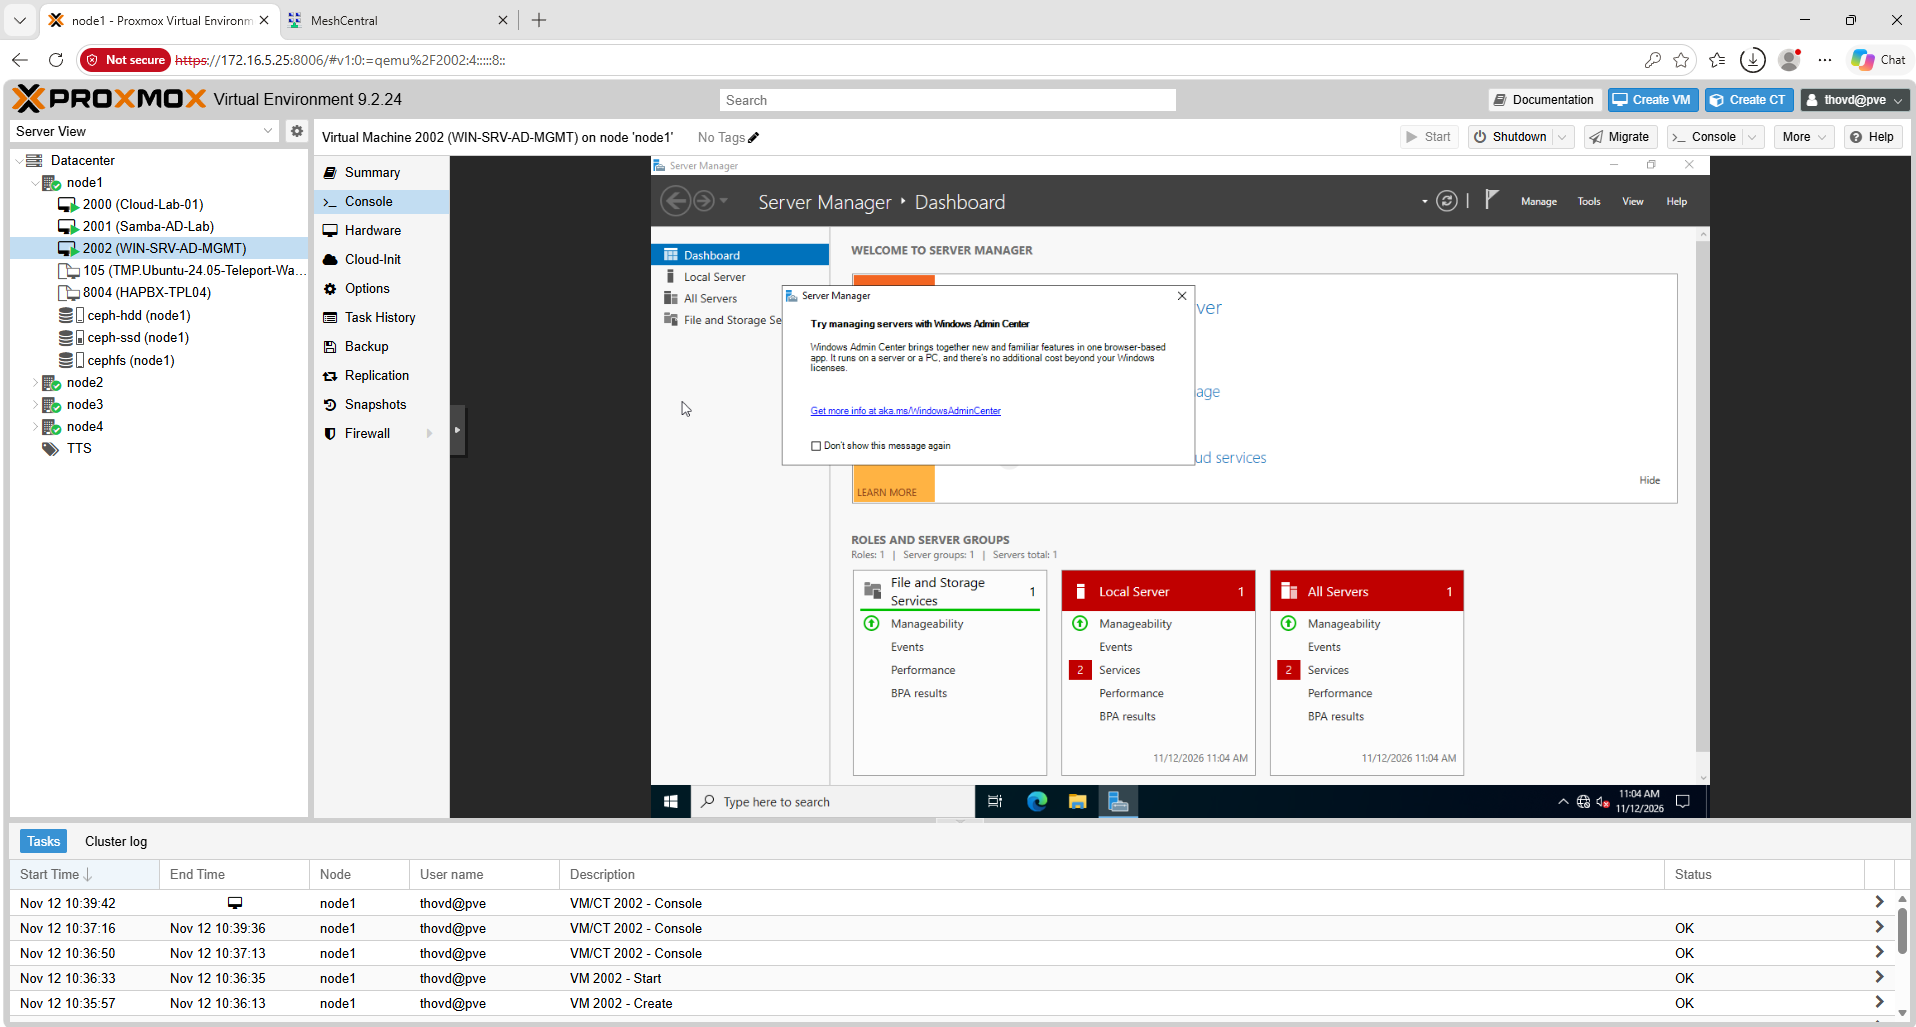 node1 - Proxmox Virtual Environm
MeshCentral
Not secure
https://172.16.5.25:8006/#v1:0:=qemu%2F2002:4:::::8::
Chat
PROXMOX Virtual Environment 9.2.24
Search
Documentation
Create VM
Create CT
thovd@pve
Server View
Virtual Machine 2002 (WIN-SRV-AD-MGMT) on node 'node1'
No Tags
Start
Shutdown
Migrate
Console
More
Help
Datacenter
node1
2000 (Cloud-Lab-01)
2001 (Samba-AD-Lab)
2002 (WIN-SRV-AD-MGMT)
105 (TMP.Ubuntu-24.05-Teleport-Wa...
8004 (HAPBX-TPL04)
ceph-hdd (node1)
ceph-ssd (node1)
cephfs (node1)
node2
node3
node4
TTS
Summary
Console
Hardware
Cloud-Init
Options
Task History
Backup
Replication
Snapshots
Firewall
Server Manager
Server Manager
Dashboard
Manage
Tools
View
Help
Dashboard
Local Server
All Servers
File and Storage Se
WELCOME TO SERVER MANAGER
ver
age
ud services
LEARN MORE
Hide
Server Manager
Try managing servers with Windows Admin Center
Windows Admin Center brings together new and familiar features in one browser-based
app. It runs on a server or a PC, and there's no additional cost beyond your Windows
licenses.
Get more info at aka.ms/WindowsAdminCenter
Don't show this message again
ROLES AND SERVER GROUPS
Roles: 1 | Server groups: 1 | Servers total: 1
File and Storage
Services
1
Manageability
Events
Performance
BPA results
Local Server 1
Manageability
Events
2 Services
Performance
BPA results
11/12/2026 11:04 AM
All Servers 1
Manageability
Events
2 Services
Performance
BPA results
11/12/2026 11:04 AM
Type here to search
11:04 AM
11/12/2026
Tasks
Cluster log
Start Time End Time Node User name Description Status
Nov 12 10:39:42 node1 thovd@pve VM/CT 2002 - Console
Nov 12 10:37:16 Nov 12 10:39:36 node1 thovd@pve VM/CT 2002 - Console OK
Nov 12 10:36:50 Nov 12 10:37:13 node1 thovd@pve VM/CT 2002 - Console OK
Nov 12 10:36:33 Nov 12 10:36:35 node1 thovd@pve VM 2002 - Start OK
Nov 12 10:35:57 Nov 12 10:36:13 node1 thovd@pve VM 2002 - Create OK